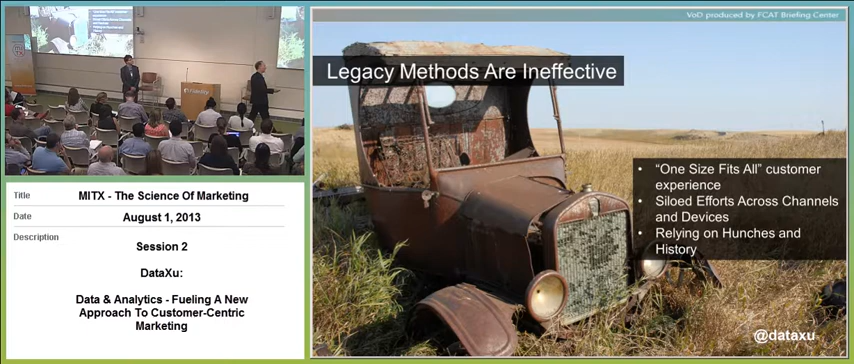 VoD produced by FCAT Briefing Center
Legacy Methods Are Ineffective
• "One Size Fits All" customer
experience
• Siloed Efforts Across Channels
and Devices
• Relying on Hunches and
History
@dataxu
Title
MITX - The Science Of Marketing
Date
August 1, 2013
Description
Session 2
DataXu:
Data & Analytics - Fueling A New
Approach To Customer-Centric
Marketing